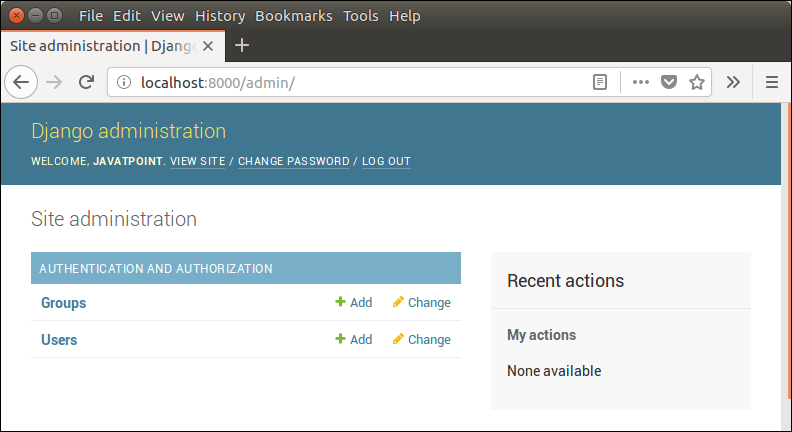 File Edit View History Bookmarks Tools Help
Site administration | Django
localhost:8000/admin/
Django administration
WELCOME, JAVATPOINT. VIEW SITE / CHANGE PASSWORD / LOG OUT
Site administration
AUTHENTICATION AND AUTHORIZATION
Groups Add Change
Users Add Change
Recent actions
My actions
None available